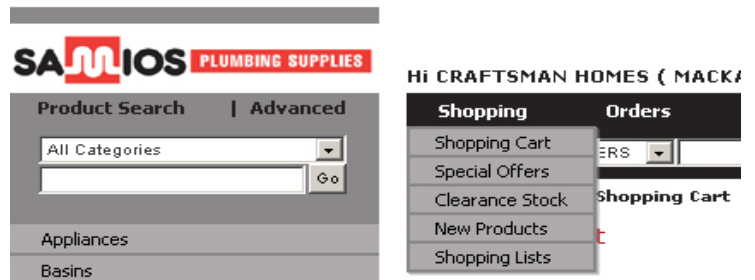 SAMIOS PLUMBING SUPPLIES
Product Search | Advanced
All Categories
Go
Appliances
Basins
Hi CRAFTSMAN HOMES ( MACKA
Shopping Orders
Shopping Cart
Special Offers
Clearance Stock
New Products
Shopping Lists
ERS
Shopping Cart
t